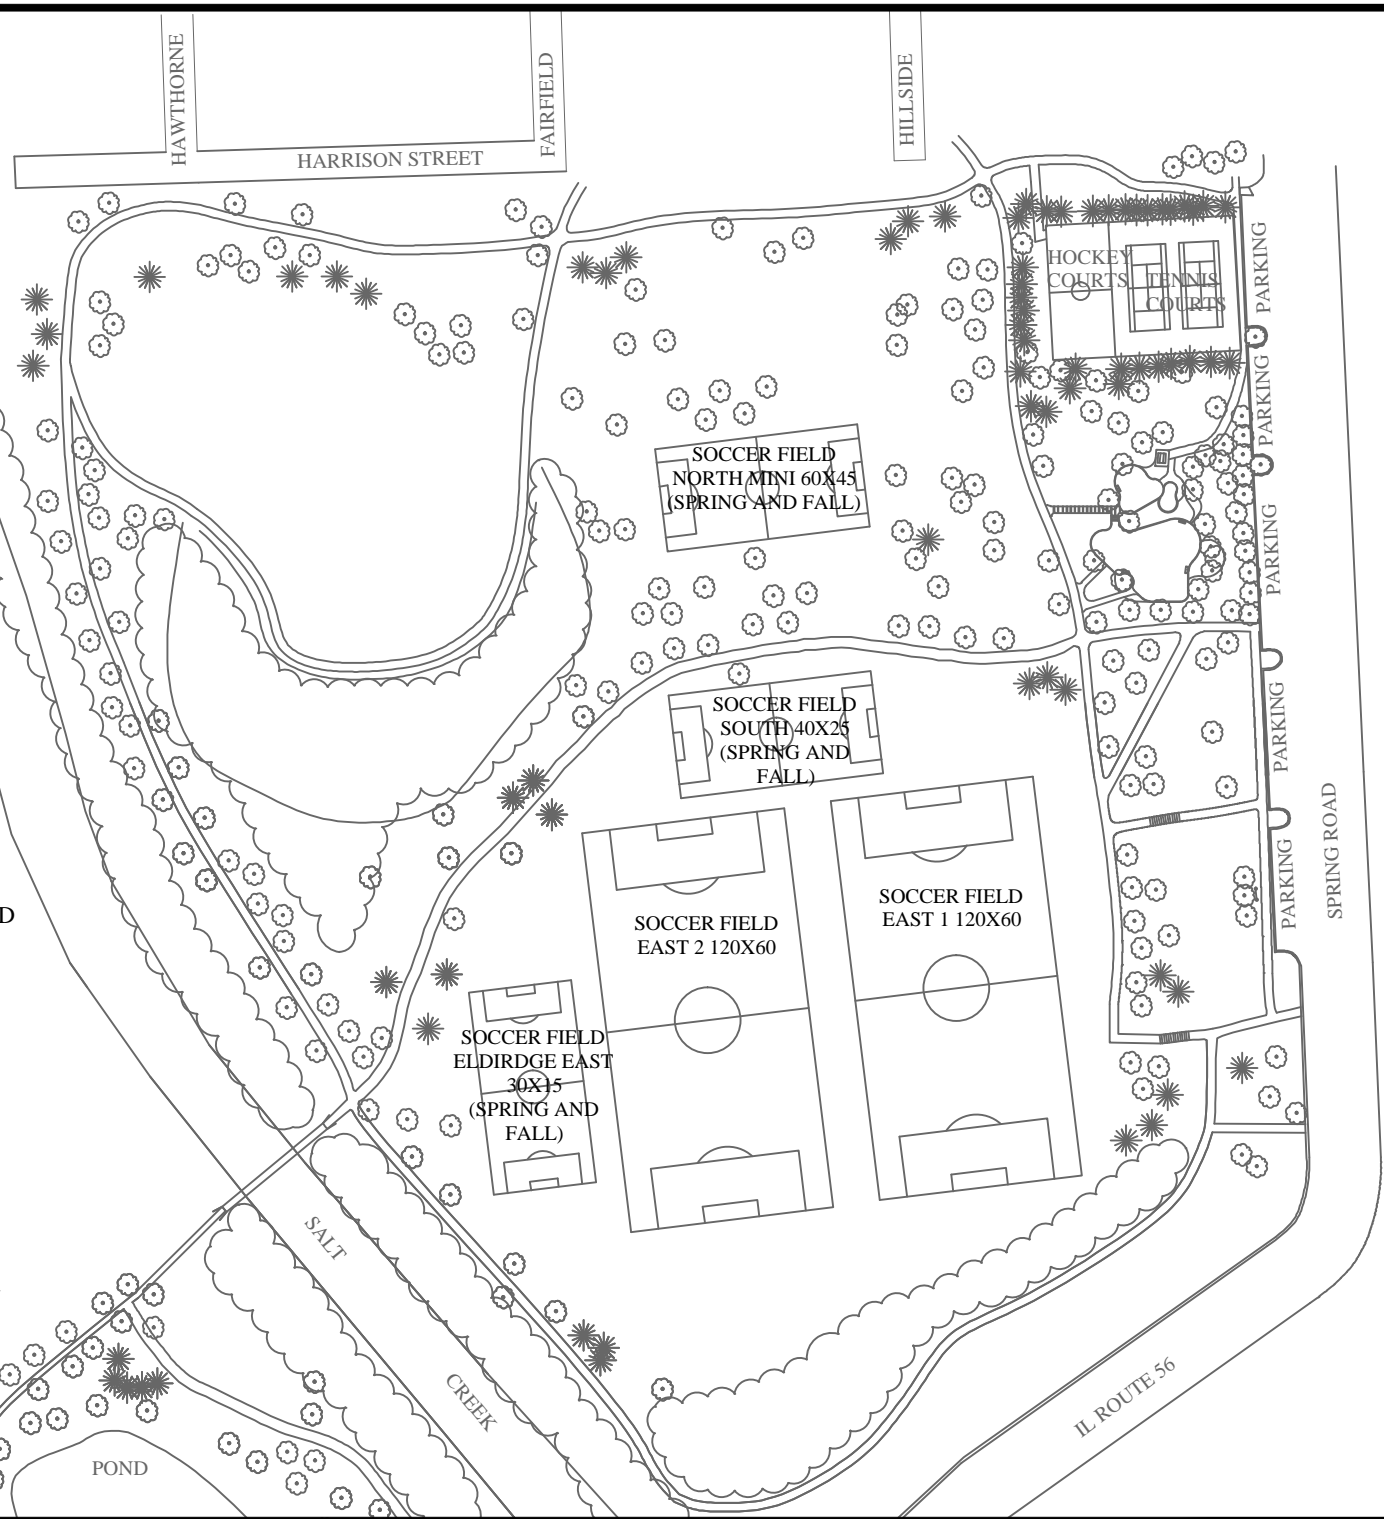 HAWTHORNE
FAIRFIELD
HILLSIDE
HARRISON STREET
HOCKEY
COURTS
TENNIS
COURTS
PARKING
PARKING
PARKING
PARKING
PARKING
SOCCER FIELD
NORTH MINI 60X45
(SPRING AND FALL)
SOCCER FIELD
SOUTH 40X25
(SPRING AND
FALL)
SPRING ROAD
SOCCER FIELD
EAST 1 120X60
SOCCER FIELD
EAST 2 120X60
D
SOCCER FIELD
ELDIRDGE EAST
30X15
(SPRING AND
FALL)
SALT
CREEK
IL ROUTE 56
POND